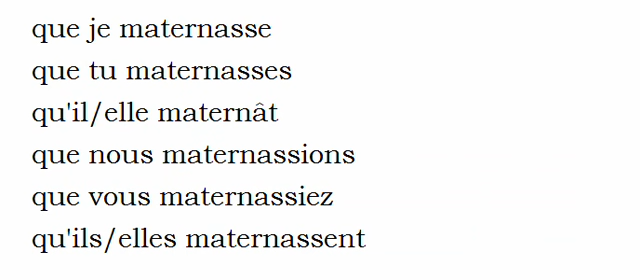 que je maternasse
que tu maternasses
qu'il/elle maternât
que nous maternassions
que vous maternassiez
qu'ils/elles maternassent